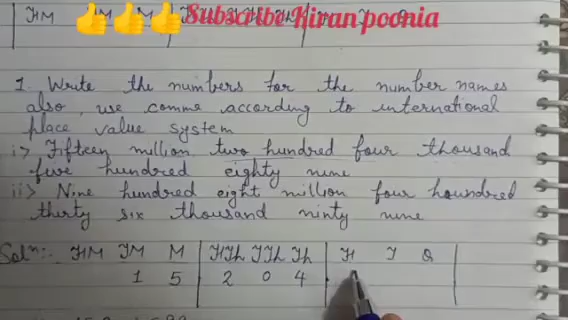 HM
Subscribe Kiran poonia
1. Write the numbers for the number names
also, use comma according to international
place value system
i> Fifteen million two hundred four thousand
five hundred eighty nine
ii> Nine hundred eight million four houndred
thirty six thousand ninty nine
Solⁿ:- HM TM M HTh TTh Th H T O
1 5 2 0 4